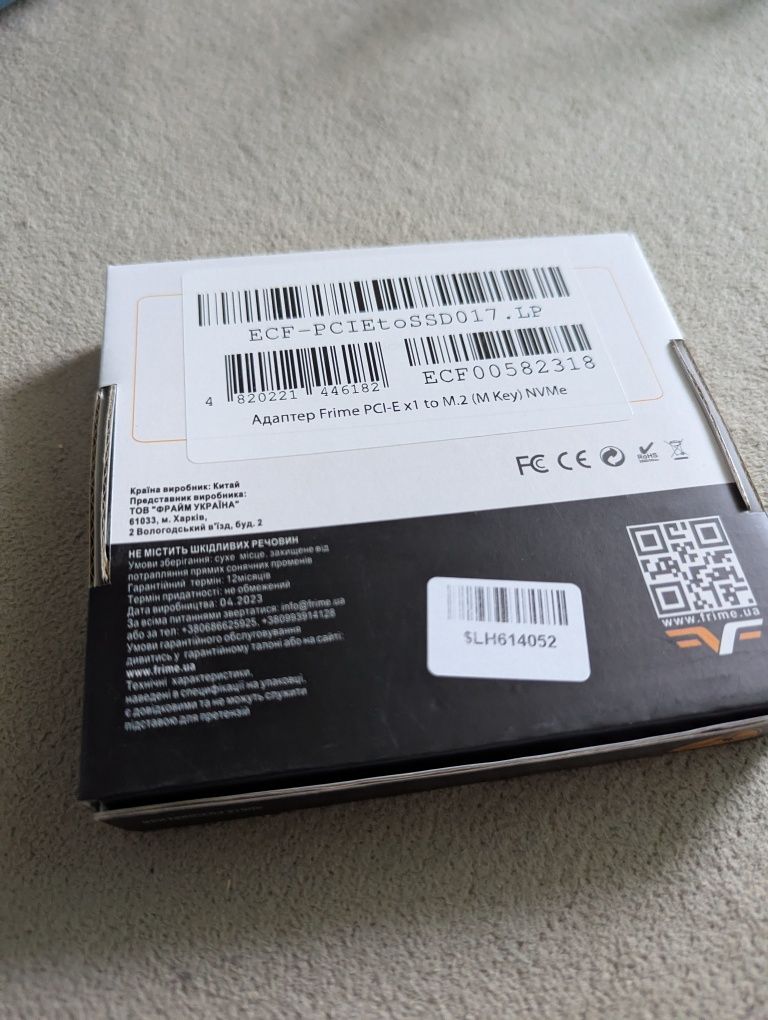 ECF-PCIEtoSSD017.LP
4 820221 446182
ECF00582318
Адаптер Frime PCI-E x1 to M.2 (M Key) NVMe
FC CE RoHS
Країна виробник: Китай
Представник виробника:
ТОВ "ФРАЙМ УКРАЇНА"
61033, м. Харків,
2 Вологодський в'їзд, буд. 2
НЕ МІСТИТЬ ШКІДЛИВИХ РЕЧОВИН
Умови зберігання: сухе місце, захищене від
потрапляння прямих сонячних променів
Гарантійний термін: 12місяців
Термін придатності: не обмежений
Дата виробництва: 04.2023
За всіма питаннями звертатися: info@frime.ua
або за тел: +380686625925, +380993914128
Умови гарантійного обслуговування
дивитись у гарантійному талоні або на сайті:
www.frime.ua
Технічні характеристики,
наведені в специфікації на упаковці,
є довідковими та не можуть служити
підставою для претензій
$LH614052
www.frime.ua